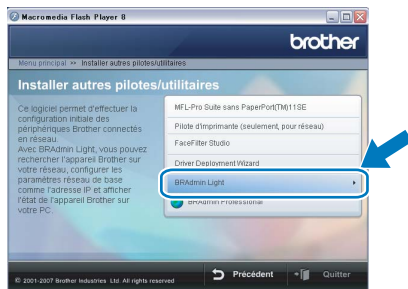 Macromedia Flash Player 8
brother
Menu principal >> Installer autres pilotes/utilitaires
Installer autres pilotes/utilitaires
Ce logiciel permet d'effectuer la
configuration initiale des
périphériques Brother connectés
en réseau.
Avec BRAdmin Light, vous pouvez
rechercher l'appareil Brother sur
votre réseau, configurer les
paramètres réseau de base
comme l'adresse IP et afficher
l'état de l'appareil Brother sur
votre PC.
MFL-Pro Suite sans PaperPort(TM)11SE
Pilote d'imprimante (seulement, pour réseau)
FaceFilter Studio
Driver Deployment Wizard
BRAdmin Light
BRAdmin Professional
© 2001-2007 Brother Industries Ltd. All rights reserved
Précédent
Quitter